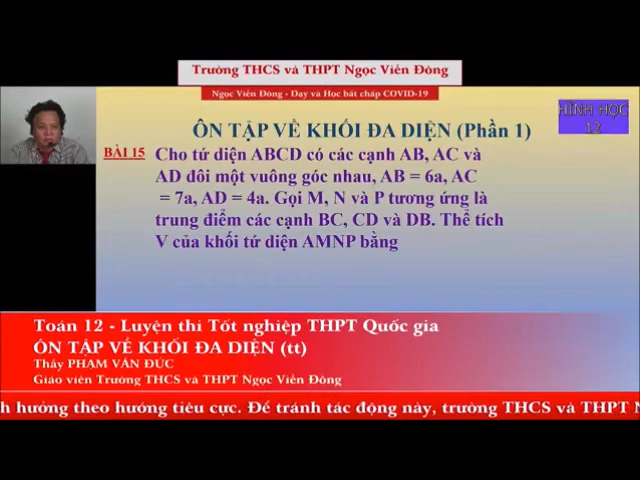 Trường THCS và THPT Ngọc Viễn Đông
Ngọc Viễn Đông - Dạy và Học bất chấp COVID-19
HÌNH HỌC
12
ÔN TẬP VỀ KHỐI ĐA DIỆN (Phần 1)
BÀI 15 Cho tứ diện ABCD có các cạnh AB, AC và
AD đôi một vuông góc nhau, AB = 6a, AC
= 7a, AD = 4a. Gọi M, N và P tương ứng là
trung điểm các cạnh BC, CD và DB. Thể tích
V của khối tứ diện AMNP bằng
Toán 12 - Luyện thi Tốt nghiệp THPT Quốc gia
ÔN TẬP VỀ KHỐI ĐA DIỆN (tt)
Thầy PHẠM VĂN ĐỨC
Giáo viên Trường THCS và THPT Ngọc Viễn Đông
h hưởng theo hướng tiêu cực. Để tránh tác động này, trường THCS và THPT N